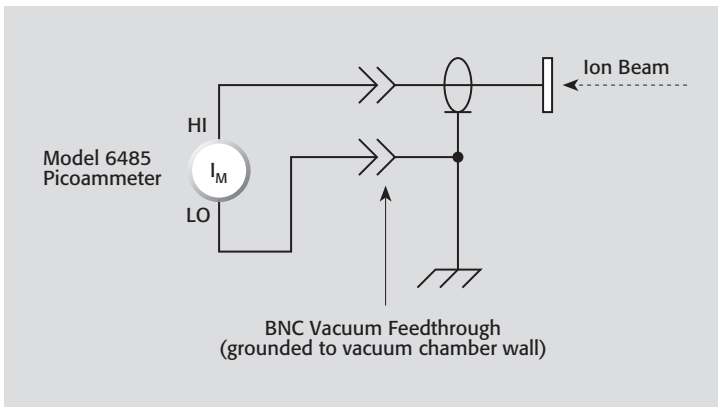 Ion Beam
HI
Model 6485
Picoammeter
I_M
LO
BNC Vacuum Feedthrough
(grounded to vacuum chamber wall)